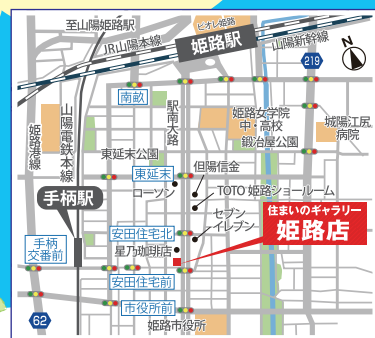 至山陽姫路駅
ピオレ姫路
JR山陽本線
姫路駅
山陽新幹線
N
219
南畝
駅南大路
姫路女学院
中・高校
城陽江尻
病院
山陽電鉄本線
姫路港線
鍛冶屋公園
東延末公園
但陽信金
東延末
ローソン
TOTO 姫路ショールーム
手柄駅
セブン
イレブン
住まいのギャラリー
姫路店
安田住宅北
手柄
交番前
星乃珈琲店
安田住宅前
市役所前
62
姫路市役所